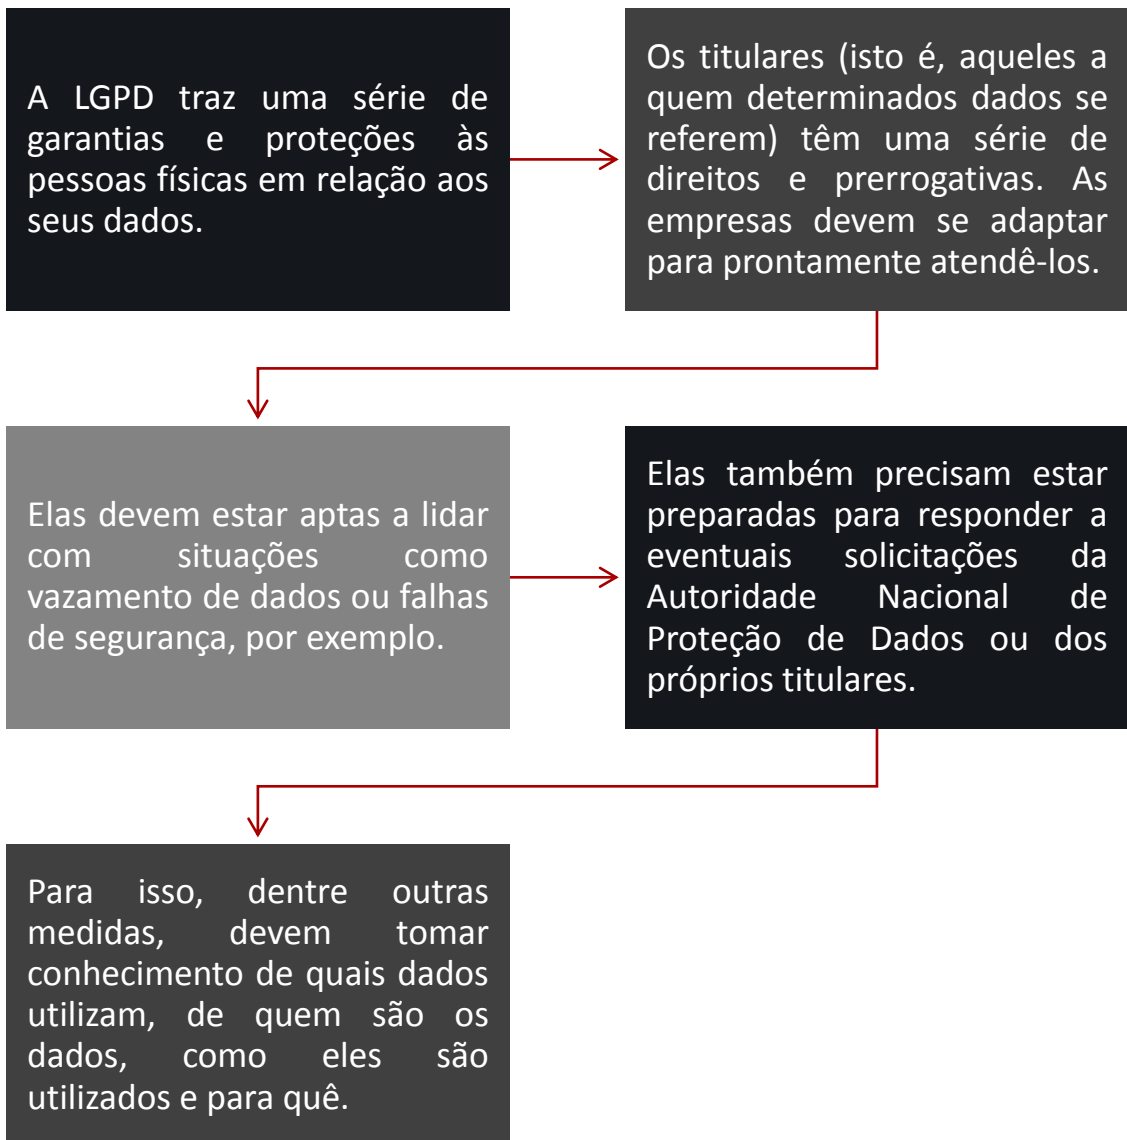 A LGPD traz uma série de
garantias e proteções às
pessoas físicas em relação aos
seus dados.
Os titulares (isto é, aqueles a
quem determinados dados se
referem) têm uma série de
direitos e prerrogativas. As
empresas devem se adaptar
para prontamente atendê-los.
Elas devem estar aptas a lidar
com situações como
vazamento de dados ou falhas
de segurança, por exemplo.
Elas também precisam estar
preparadas para responder a
eventuais solicitações da
Autoridade Nacional de
Proteção de Dados ou dos
próprios titulares.
Para isso, dentre outras
medidas, devem tomar
conhecimento de quais dados
utilizam, de quem são os
dados, como eles são
utilizados e para quê.